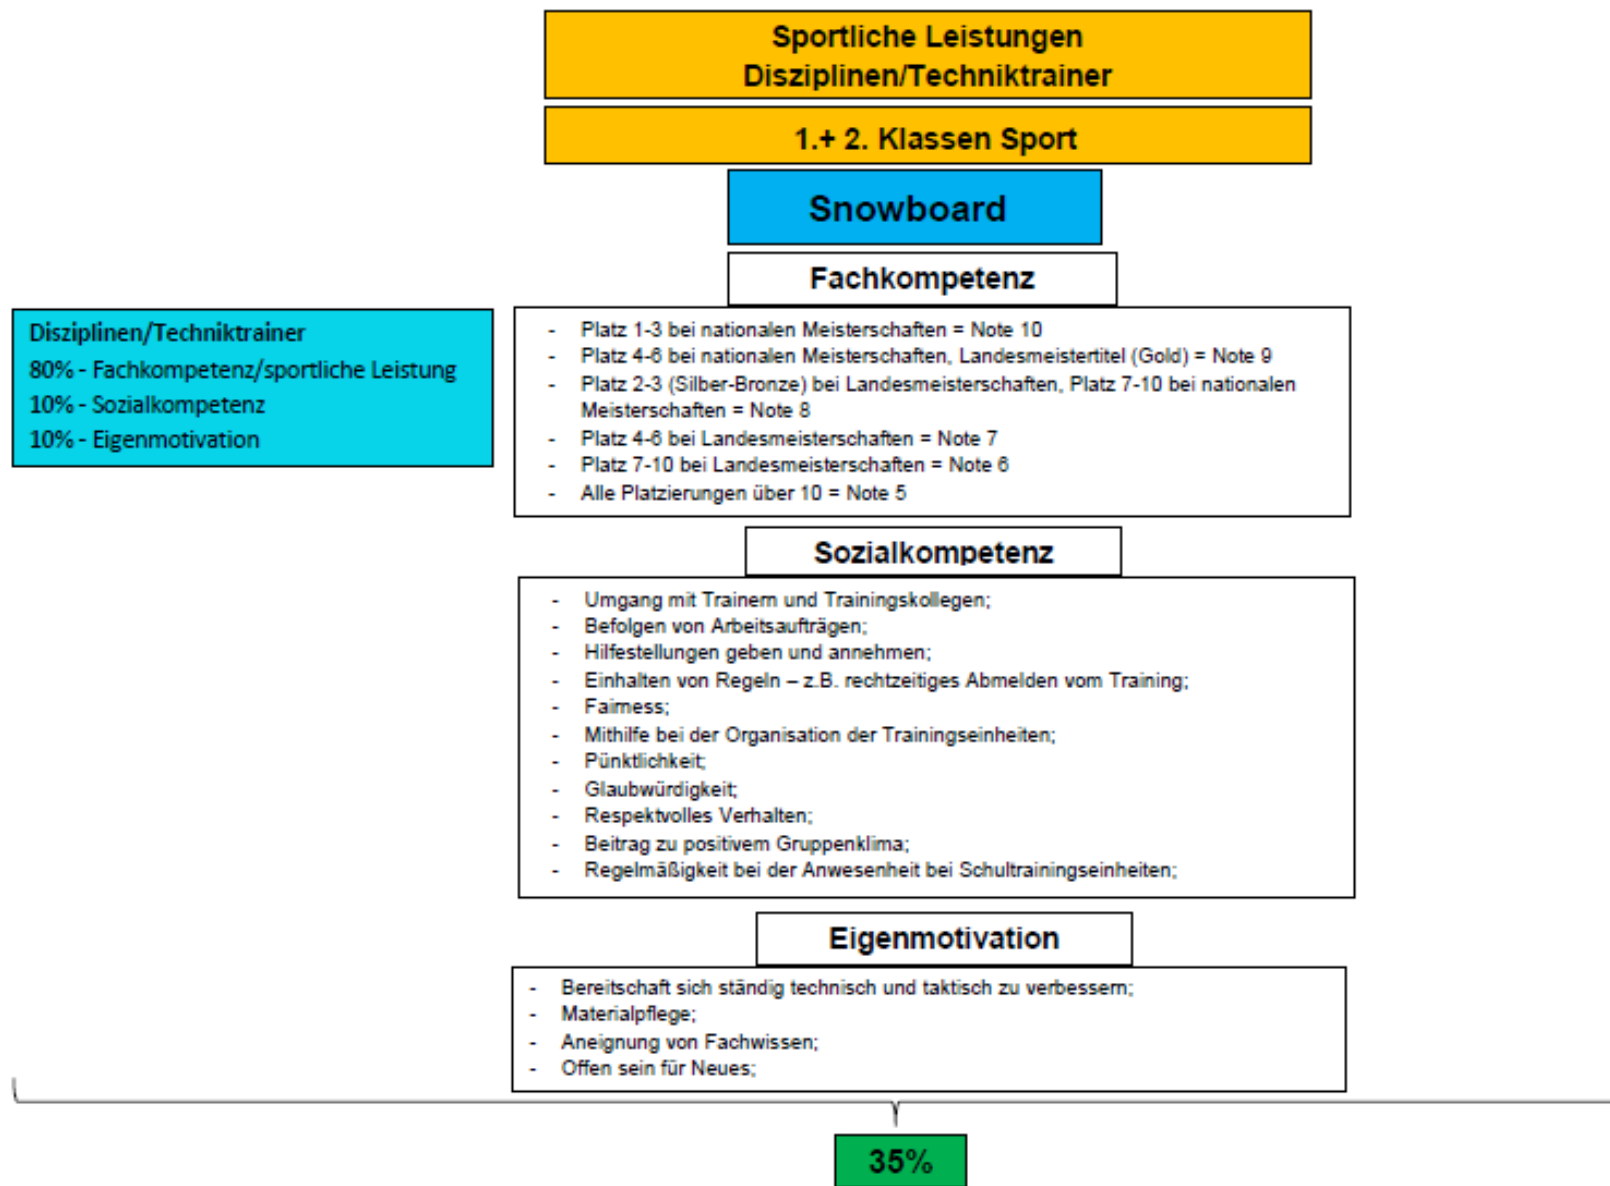 Sportliche Leistungen
Disziplinen/Techniktrainer
1.+ 2. Klassen Sport
Snowboard
Fachkompetenz
Disziplinen/Techniktrainer
80% - Fachkompetenz/sportliche Leistung
10% - Sozialkompetenz
10% - Eigenmotivation
- Platz 1-3 bei nationalen Meisterschaften = Note 10
- Platz 4-6 bei nationalen Meisterschaften, Landesmeistertitel (Gold) = Note 9
- Platz 2-3 (Silber-Bronze) bei Landesmeisterschaften, Platz 7-10 bei nationalen
Meisterschaften = Note 8
- Platz 4-6 bei Landesmeisterschaften = Note 7
- Platz 7-10 bei Landesmeisterschaften = Note 6
- Alle Platzierungen über 10 = Note 5
Sozialkompetenz
- Umgang mit Trainern und Trainingskollegen;
- Befolgen von Arbeitsaufträgen;
- Hilfestellungen geben und annehmen;
- Einhalten von Regeln – z.B. rechtzeitiges Abmelden vom Training;
- Fairness;
- Mithilfe bei der Organisation der Trainingseinheiten;
- Pünktlichkeit;
- Glaubwürdigkeit;
- Respektvolles Verhalten;
- Beitrag zu positivem Gruppenklima;
- Regelmäßigkeit bei der Anwesenheit bei Schultrainingseinheiten;
Eigenmotivation
- Bereitschaft sich ständig technisch und taktisch zu verbessern;
- Materialpflege;
- Aneignung von Fachwissen;
- Offen sein für Neues;
35%